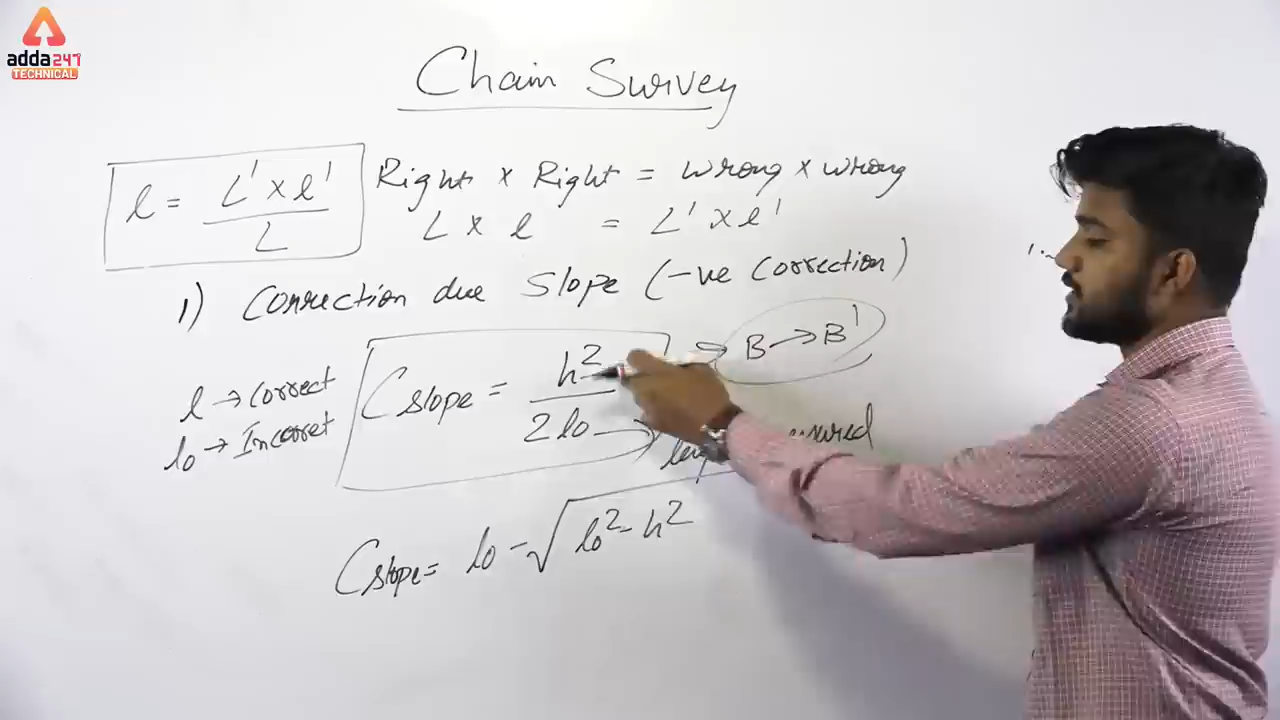 adda247
TECHNICAL
Chain Survey
l = L' x l' / L
Right x Right = Wrong x Wrong
L x l = L' x l'
1) Correction due Slope (-ve Correction)
l → Correct
lo → Incorret
Cslope = h² / 2lo
B → B'
Cslope = lo - √lo² - h²